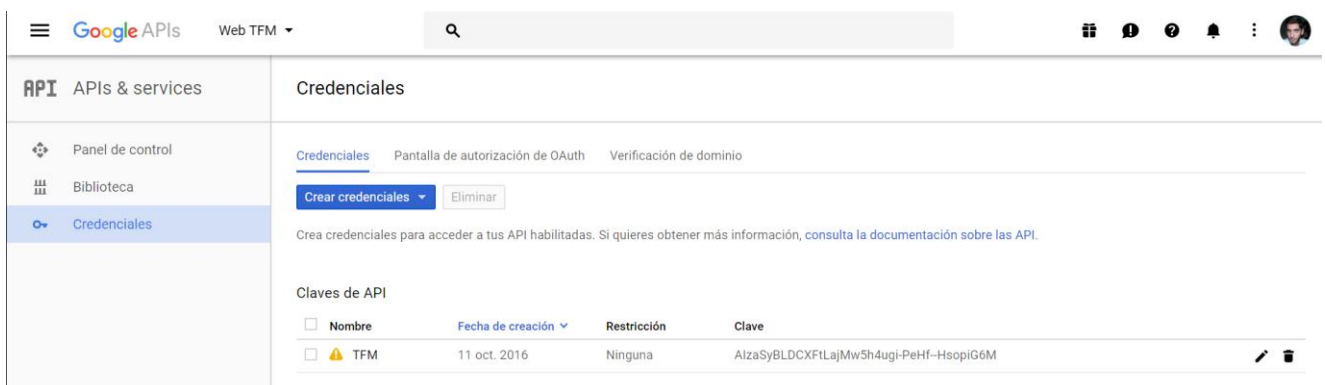 Google APIs Web TFM
API APIs & services
Credenciales
Panel de control
Biblioteca
Credenciales
Credenciales Pantalla de autorización de OAuth Verificación de dominio
Crear credenciales Eliminar
Crea credenciales para acceder a tus API habilitadas. Si quieres obtener más información, consulta la documentación sobre las API.
Claves de API
Nombre Fecha de creación Restricción Clave
TFM 11 oct. 2016 Ninguna AIzaSyBLDCXFtLajMw5h4ugi-PeHf--HsopiG6M